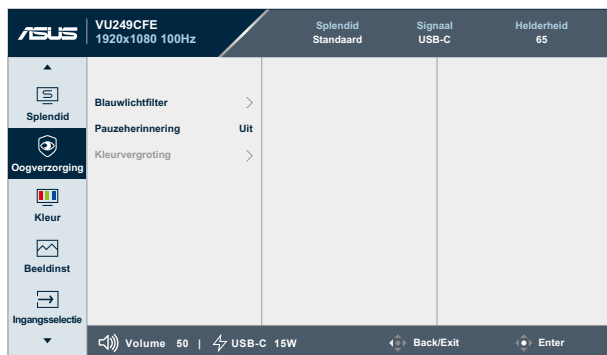 ASUS
VU249CFE
1920x1080 100Hz
Splendid
Standaard
Signaal
USB-C
Helderheid
65
Splendid
Oogverzorging
Kleur
Beeldinst
Ingangsselectie
Blauwlichtfilter
Pauzeherinnering Uit
Kleurvergroting
Volume 50 | USB-C 15W
Back/Exit
Enter